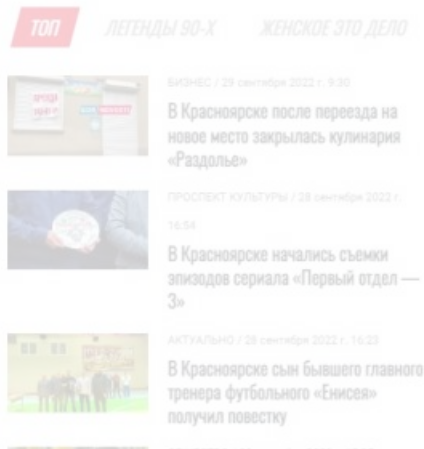 ТОП ЛЕГЕНДЫ 90-Х ЖЕНСКОЕ ЭТО ДЕЛО
БИЗНЕС / 29 сентября 2022 г. 9:30
В Красноярске после переезда на
новое место закрылась кулинария
«Раздолье»
ПРОСПЕКТ КУЛЬТУРЫ / 28 сентября 2022 г.
16:54
В Красноярске начались съемки
эпизодов сериала «Первый отдел —
3»
АКТУАЛЬНО / 28 сентября 2022 г. 16:23
В Красноярске сын бывшего главного
тренера футбольного «Енисея»
получил повестку